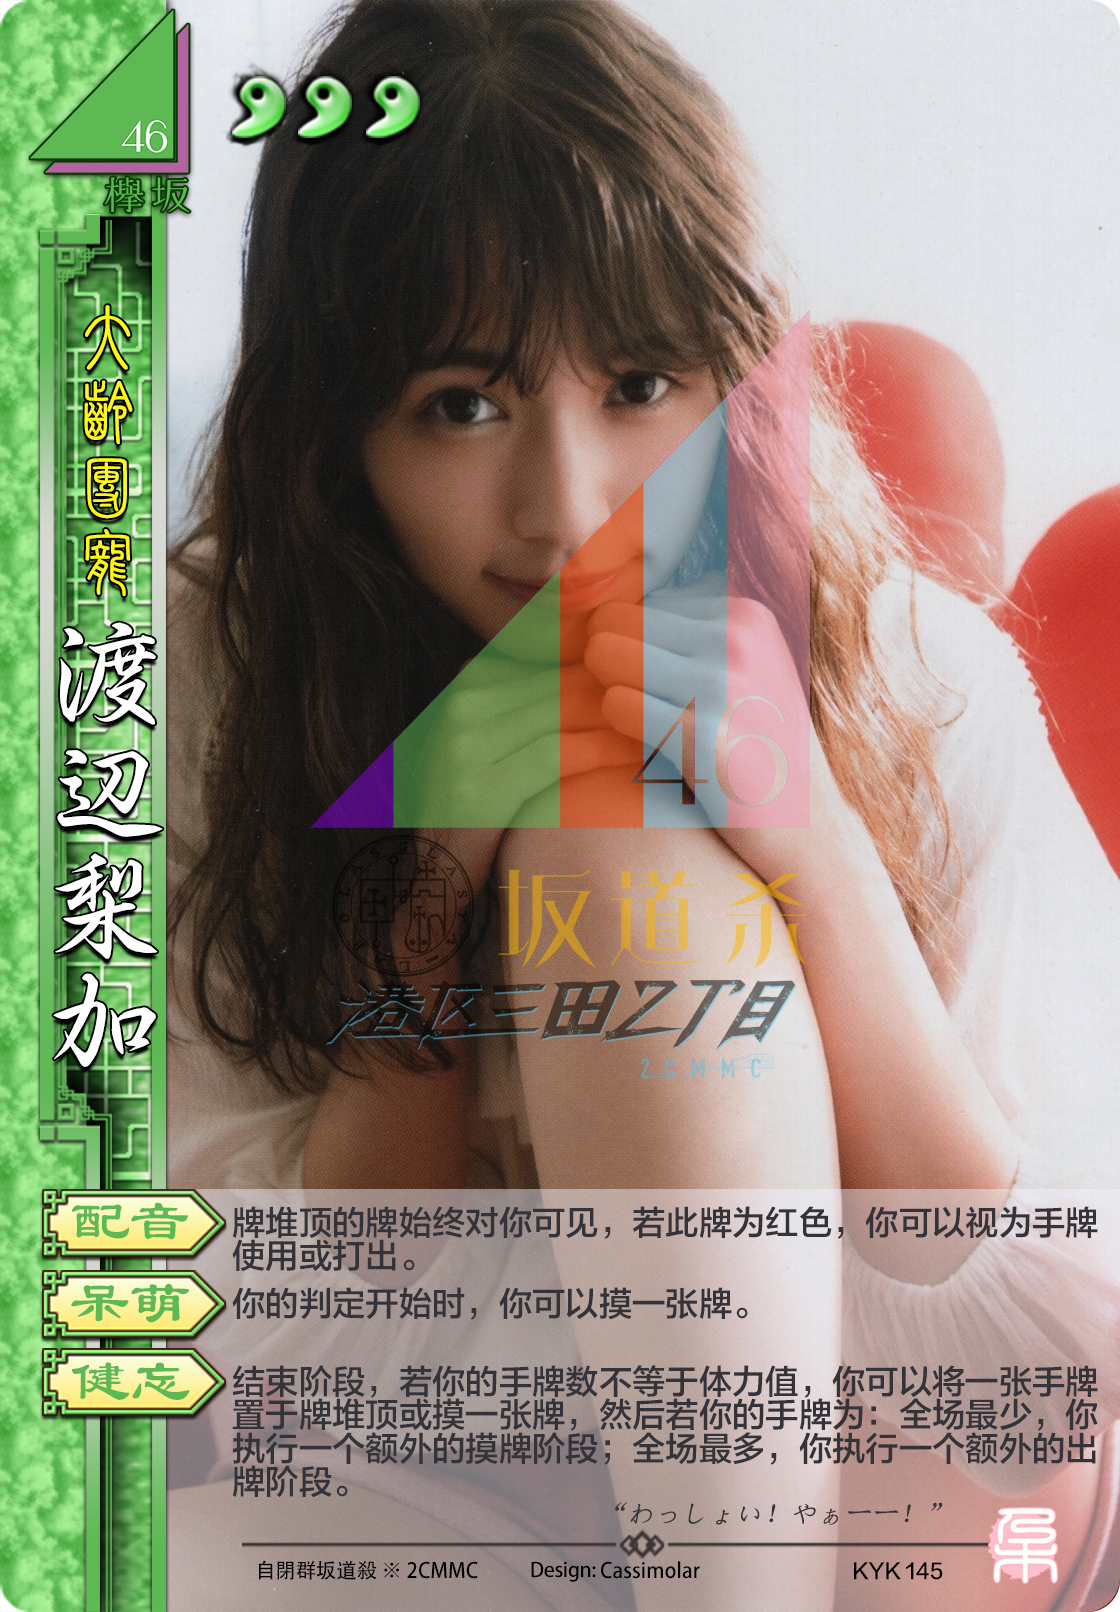 46
欅坂
大齡團寵
渡辺梨加
46
坂道杀
港区三田乙丁目
2CMMC
配音
牌堆顶的牌始终对你可见，若此牌为红色，你可以视为手牌
使用或打出。
呆萌
你的判定开始时，你可以摸一张牌。
健忘
结束阶段，若你的手牌数不等于体力值，你可以将一张手牌
置于牌堆顶或摸一张牌，然后若你的手牌为：全场最少，你
执行一个额外的摸牌阶段；全场最多，你执行一个额外的出
牌阶段。
“わっしょい！やぁーー！”
自閉群坂道殺 ※ 2CMMC
Design: Cassimolar
KYK 145